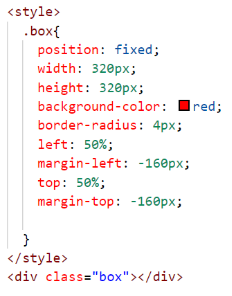 <style>
.box{
position: fixed;
width: 320px;
height: 320px;
background-color: red;
border-radius: 4px;
left: 50%;
margin-left: -160px;
top: 50%;
margin-top: -160px;
}
</style>
<div class="box"></div>